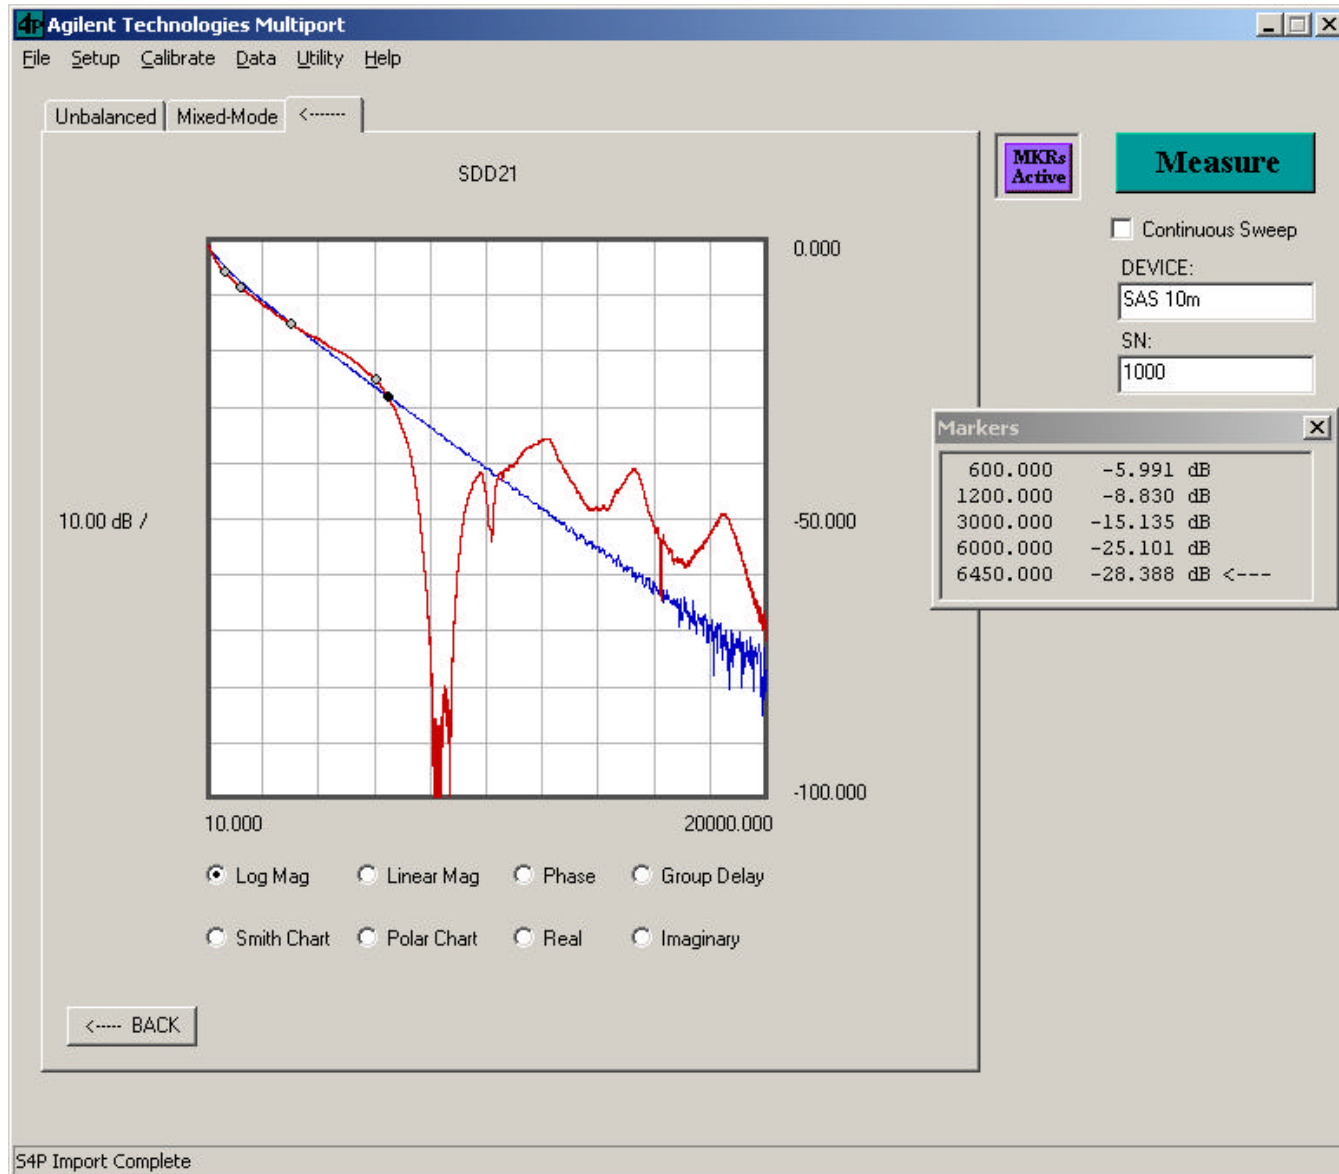 4P Agilent Technologies Multiport
File Setup Calibrate Data Utility Help
Unbalanced Mixed-Mode <-------
SDD21
MKRs
Active
Measure
Continuous Sweep
DEVICE:
SAS 10m
SN:
1000
0.000
10.00 dB /
-50.000
-100.000
10.000 20000.000
Markers
600.000 -5.991 dB
1200.000 -8.830 dB
3000.000 -15.135 dB
6000.000 -25.101 dB
6450.000 -28.388 dB <---
Log Mag Linear Mag Phase Group Delay
Smith Chart Polar Chart Real Imaginary
<----- BACK
S4P Import Complete